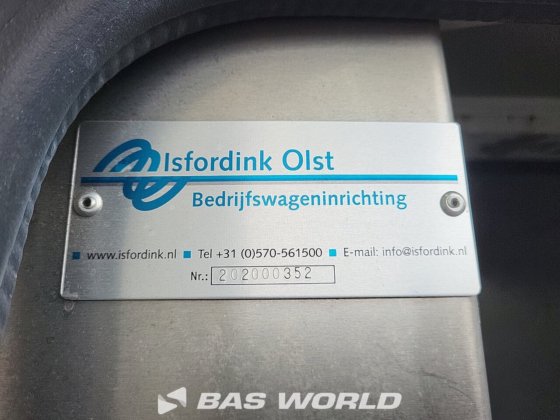 Isfordink Olst
Bedrijfswageninrichting
www.isfordink.nl ■ Tel +31 (0)570-561500 ■ E-mail: info@isfordink.nl
Nr.: 202000352
BAS WORLD